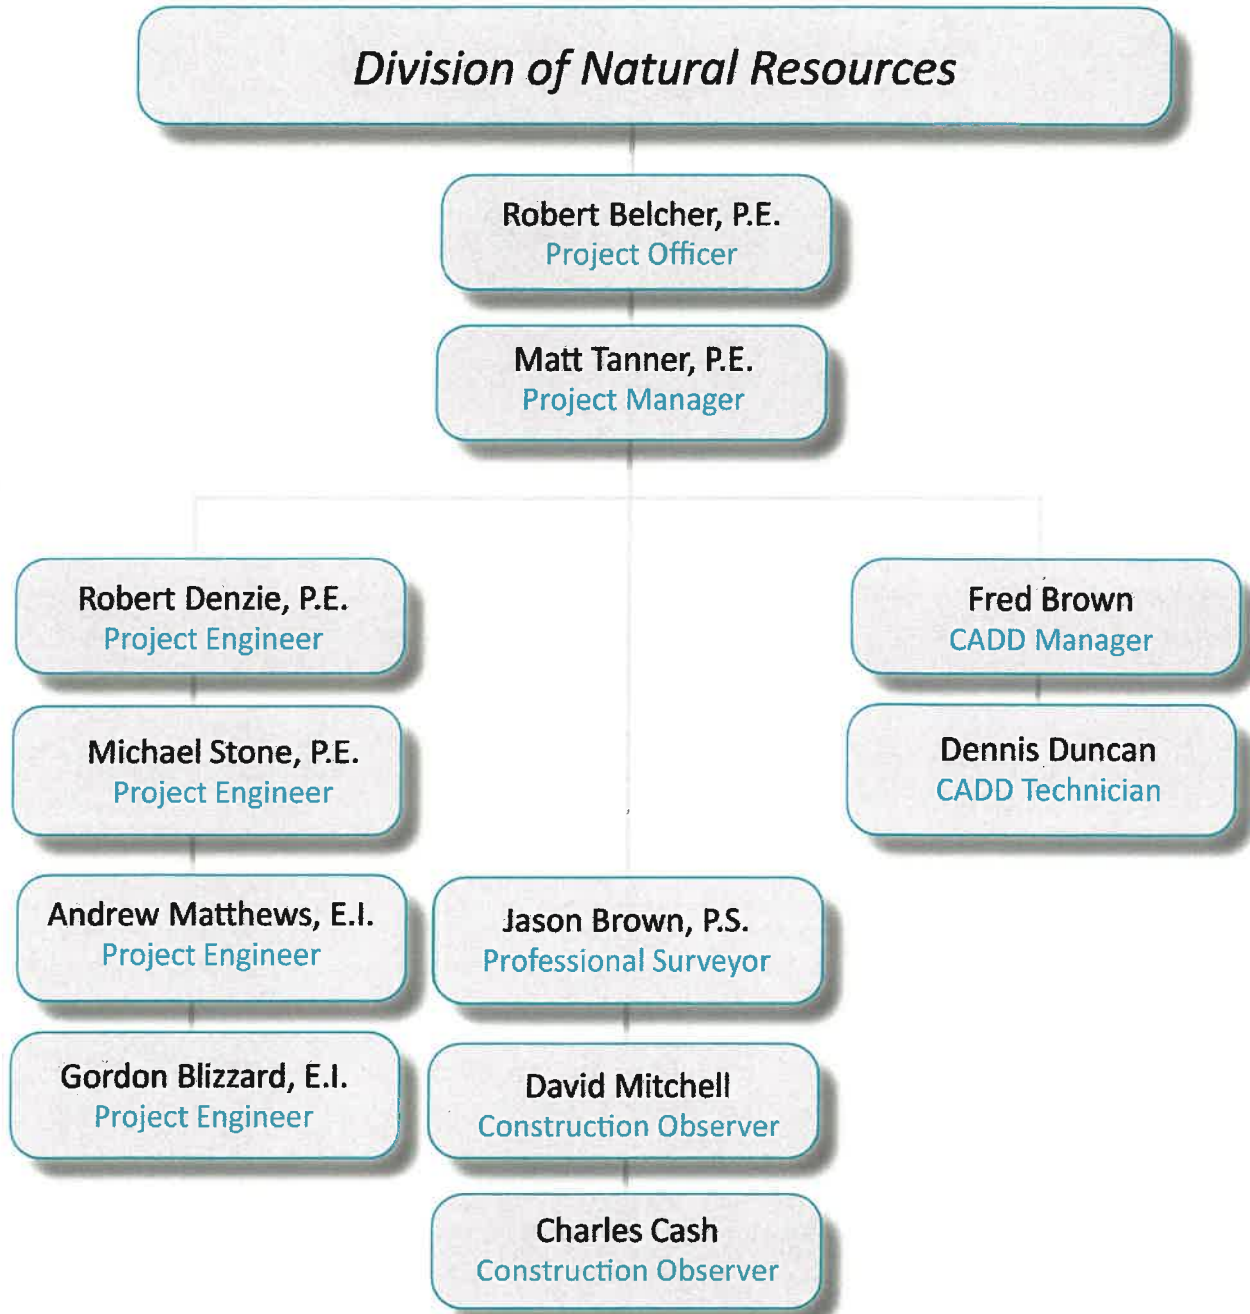 Division of Natural Resources
Robert Belcher, P.E.
Project Officer
Matt Tanner, P.E.
Project Manager
Robert Denzie, P.E.
Project Engineer
Michael Stone, P.E.
Project Engineer
Andrew Matthews, E.I.
Project Engineer
Gordon Blizzard, E.I.
Project Engineer
Jason Brown, P.S.
Professional Surveyor
David Mitchell
Construction Observer
Charles Cash
Construction Observer
Fred Brown
CADD Manager
Dennis Duncan
CADD Technician